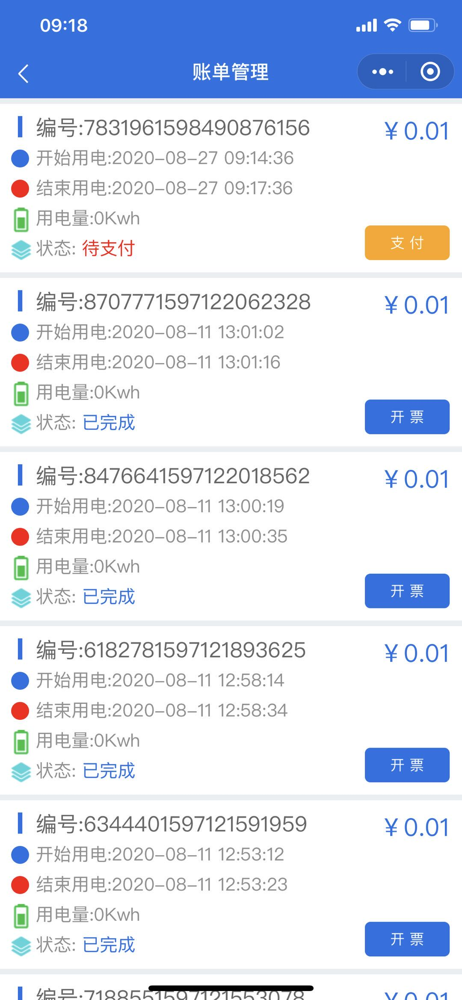 09:18
账单管理
编号:7831961598490876156
¥ 0.01
开始用电:2020-08-27 09:14:36
结束用电:2020-08-27 09:17:36
用电量:0Kwh
状态: 待支付
支付
编号:8707771597122062328
¥ 0.01
开始用电:2020-08-11 13:01:02
结束用电:2020-08-11 13:01:16
用电量:0Kwh
状态: 已完成
开票
编号:8476641597122018562
¥ 0.01
开始用电:2020-08-11 13:00:19
结束用电:2020-08-11 13:00:35
用电量:0Kwh
状态: 已完成
开票
编号:6182781597121893625
¥ 0.01
开始用电:2020-08-11 12:58:14
结束用电:2020-08-11 12:58:34
用电量:0Kwh
状态: 已完成
开票
编号:6344401597121591959
¥ 0.01
开始用电:2020-08-11 12:53:12
结束用电:2020-08-11 12:53:23
用电量:0Kwh
状态: 已完成
开票
编号:7188551597121553078
¥ 0.01